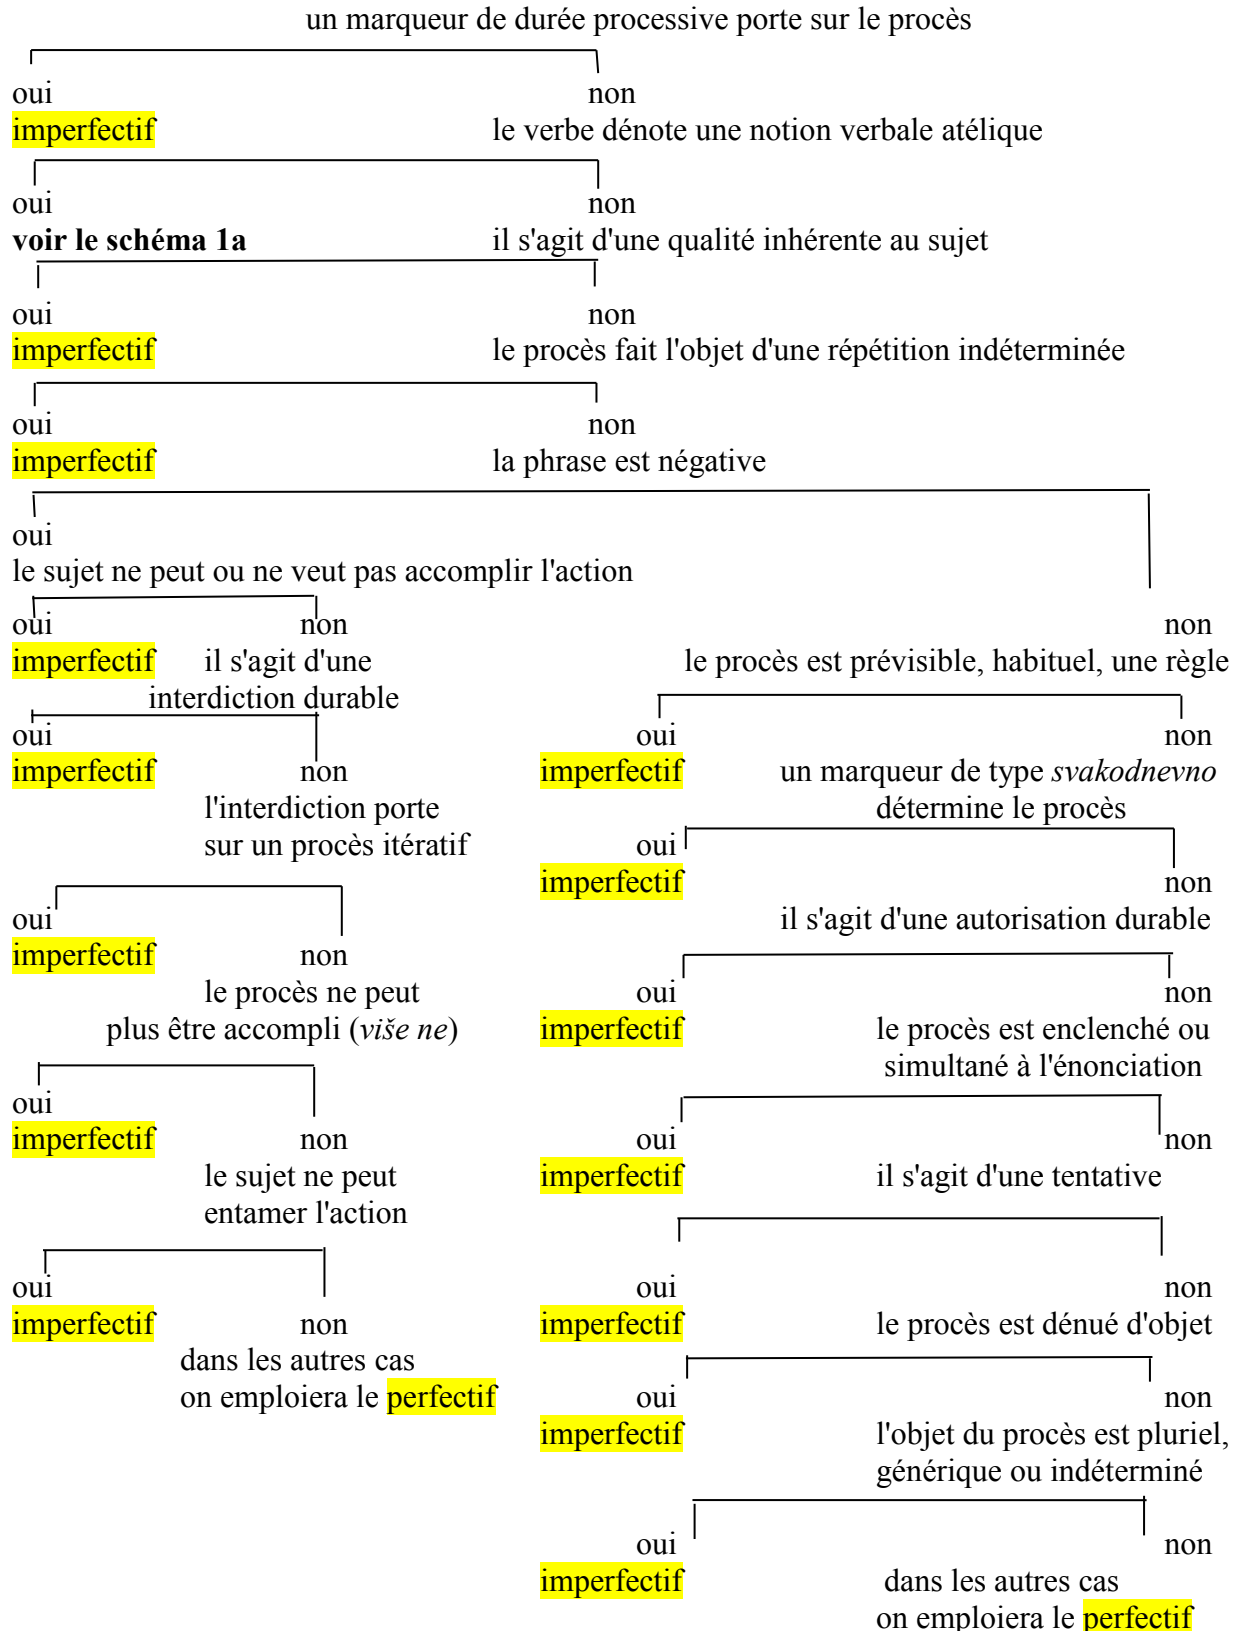 un marqueur de durée processive porte sur le procès
oui non
imperfectif le verbe dénote une notion verbale atélique
oui non
voir le schéma 1a il s'agit d'une qualité inhérente au sujet
oui non
imperfectif le procès fait l'objet d'une répétition indéterminée
oui non
imperfectif la phrase est négative
oui
le sujet ne peut ou ne veut pas accomplir l'action
oui non non
imperfectif il s'agit d'une le procès est prévisible, habituel, une règle
interdiction durable
oui oui non
imperfectif non imperfectif un marqueur de type svakodnevno
l'interdiction porte détermine le procès
sur un procès itératif oui
imperfectif non
oui il s'agit d'une autorisation durable
imperfectif non
le procès ne peut oui non
plus être accompli (više ne) imperfectif le procès est enclenché ou
simultané à l'énonciation
oui
imperfectif non oui non
le sujet ne peut imperfectif il s'agit d'une tentative
entamer l'action
oui oui non
imperfectif non imperfectif le procès est dénué d'objet
dans les autres cas
on emploiera le perfectif oui non
imperfectif l'objet du procès est pluriel,
générique ou indéterminé
oui non
imperfectif dans les autres cas
on emploiera le perfectif